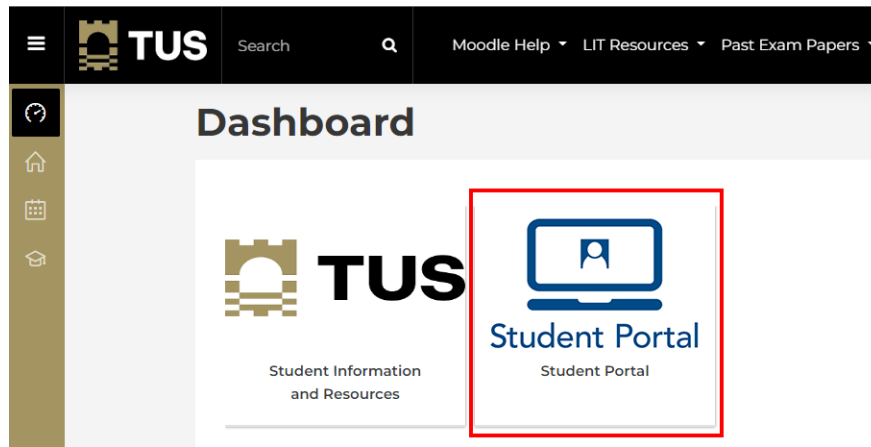 TUS
Search
Moodle Help
LIT Resources
Past Exam Papers
Dashboard
TUS
Student Information
and Resources
Student Portal
Student Portal